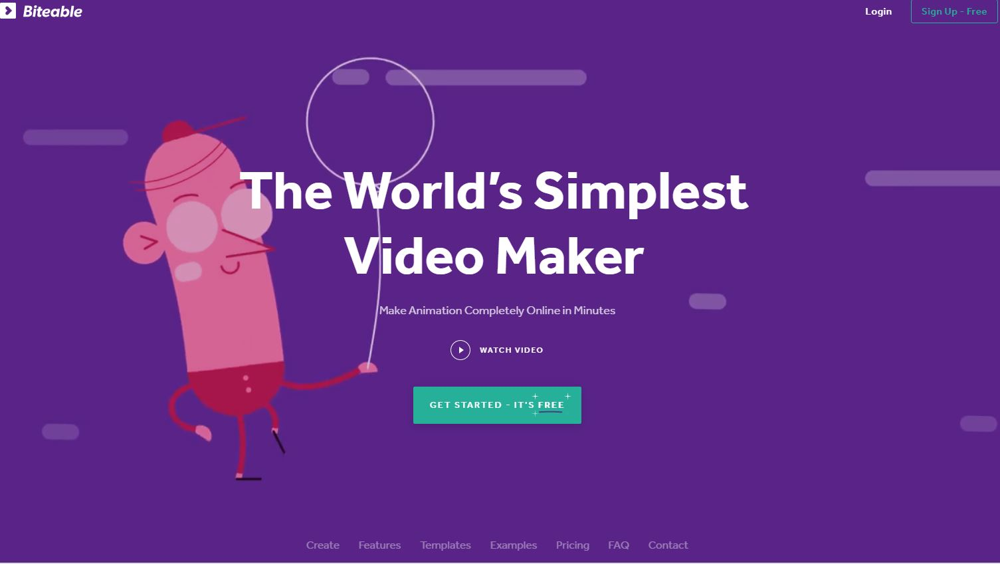 Biteable
Login
Sign Up - Free
The World's Simplest
Video Maker
Make Animation Completely Online in Minutes
WATCH VIDEO
GET STARTED - IT'S FREE
Create Features Templates Examples Pricing FAQ Contact